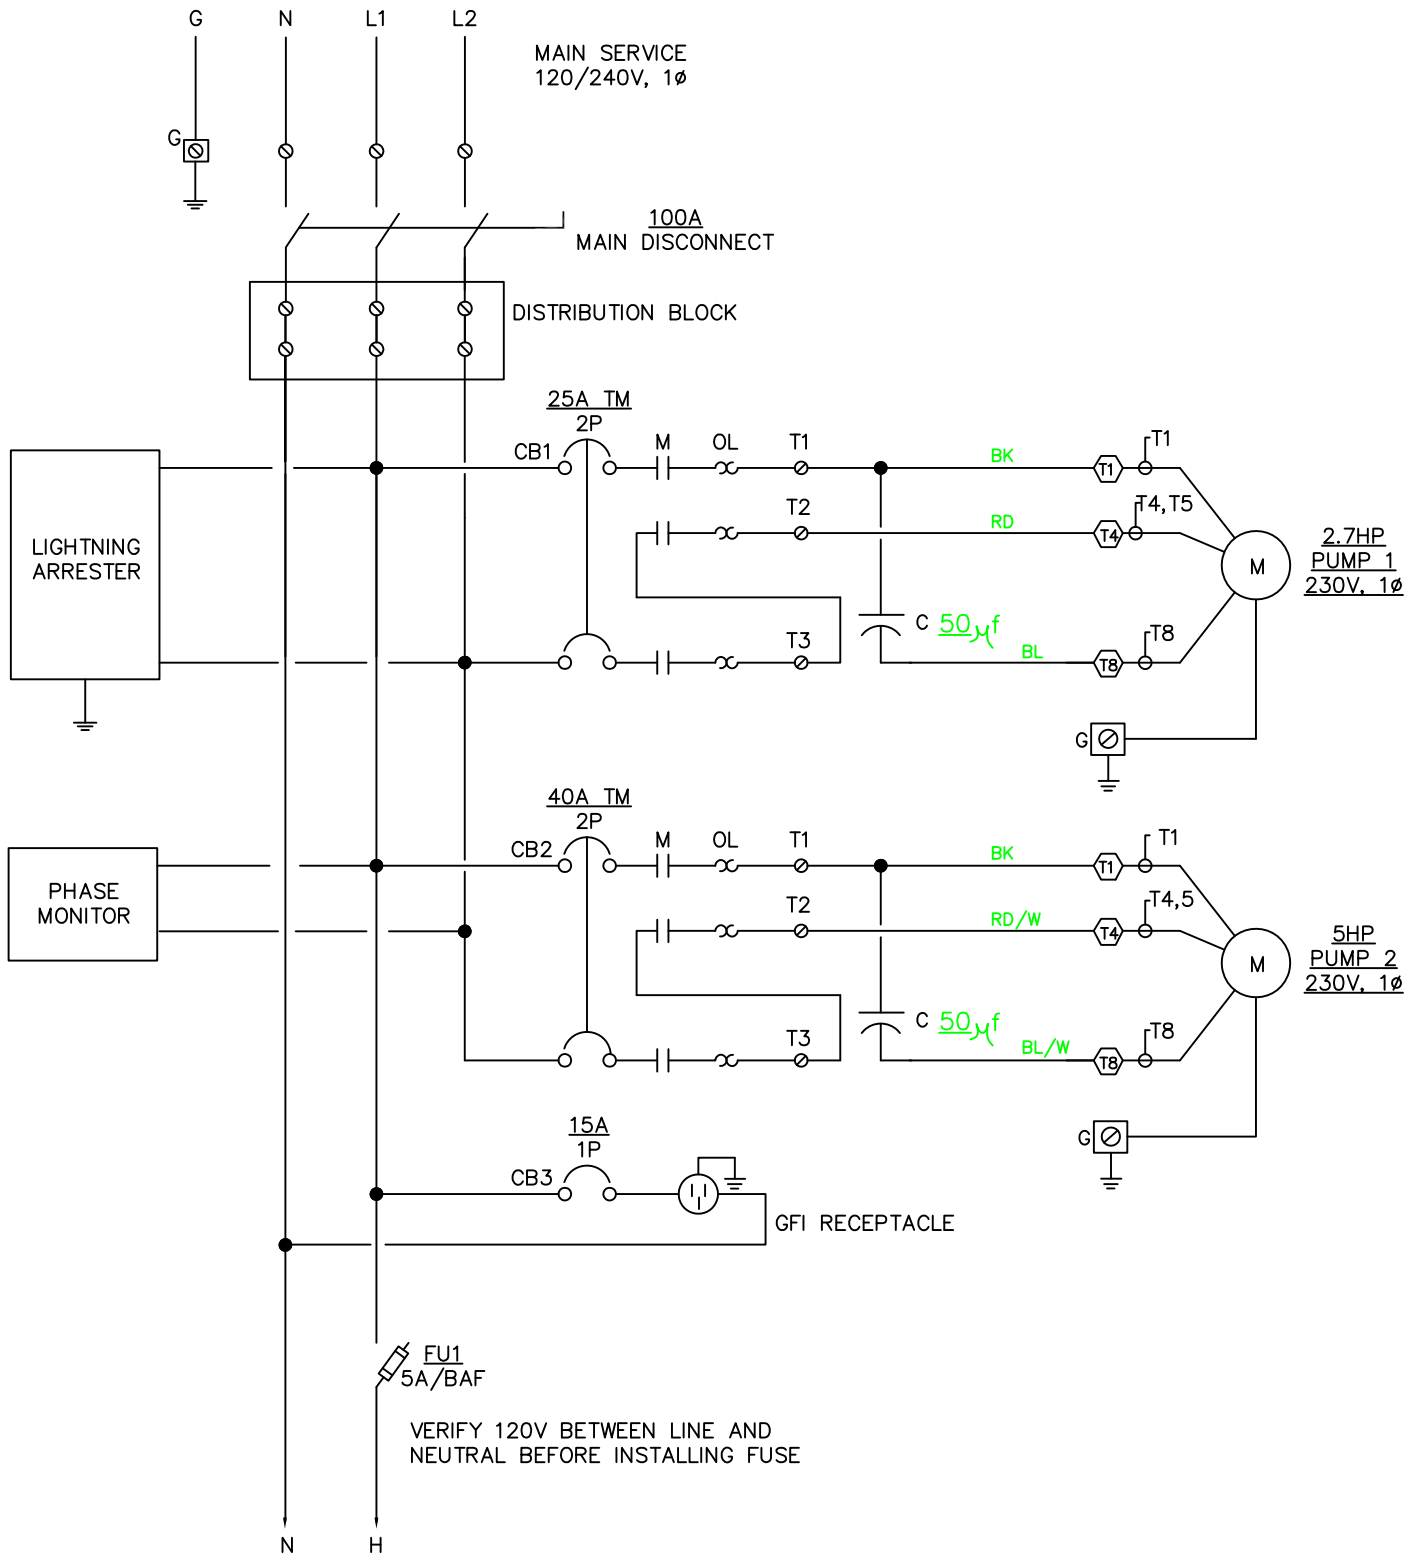 G N L1 L2
MAIN SERVICE
120/240V, 1ø
G
100A
MAIN DISCONNECT
DISTRIBUTION BLOCK
25A TM
2P
CB1 M OL T1 BK T1 T1
T2 RD T4 T4,T5
LIGHTNING
ARRESTER
M
2.7HP
PUMP 1
230V, 1ø
C 50µf
T3 BL T8 T8
G
40A TM
2P
CB2 M OL T1 BK T1 T1
PHASE
MONITOR
T2 RD/W T4 T4,5
M
5HP
PUMP 2
230V, 1ø
C 50µf
T3 BL/W T8 T8
15A
1P
G
CB3
GFI RECEPTACLE
FU1
5A/BAF
VERIFY 120V BETWEEN LINE AND
NEUTRAL BEFORE INSTALLING FUSE
N H